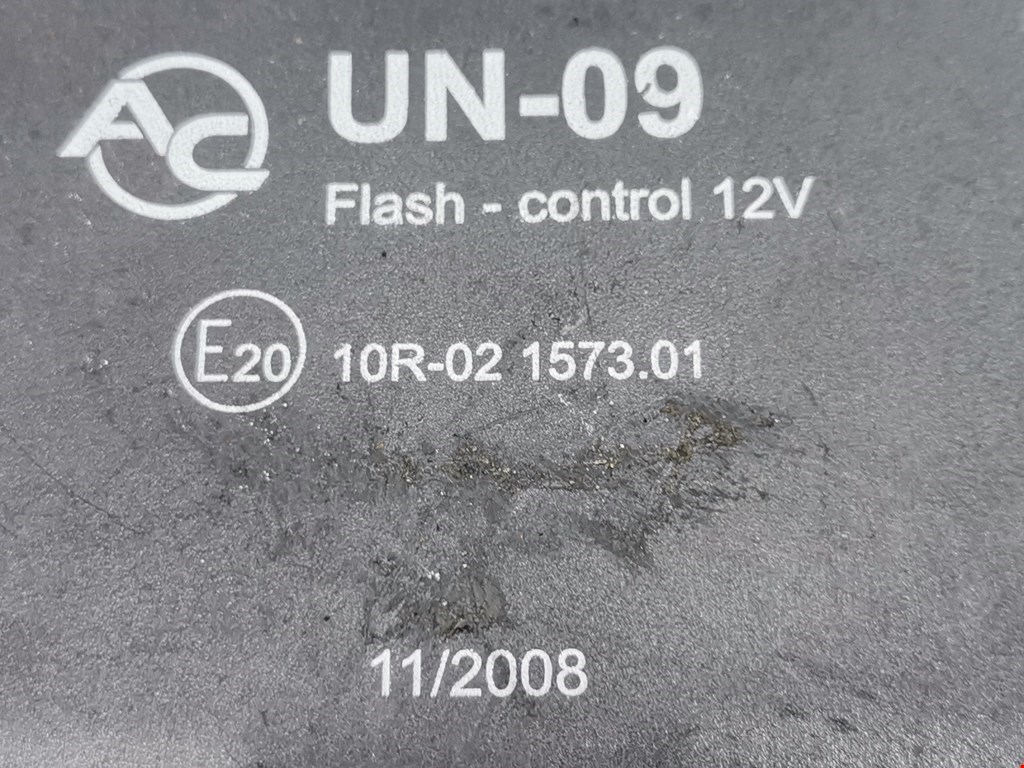 AC
UN-09
Flash - control 12V
E20 10R-02 1573.01
11/2008